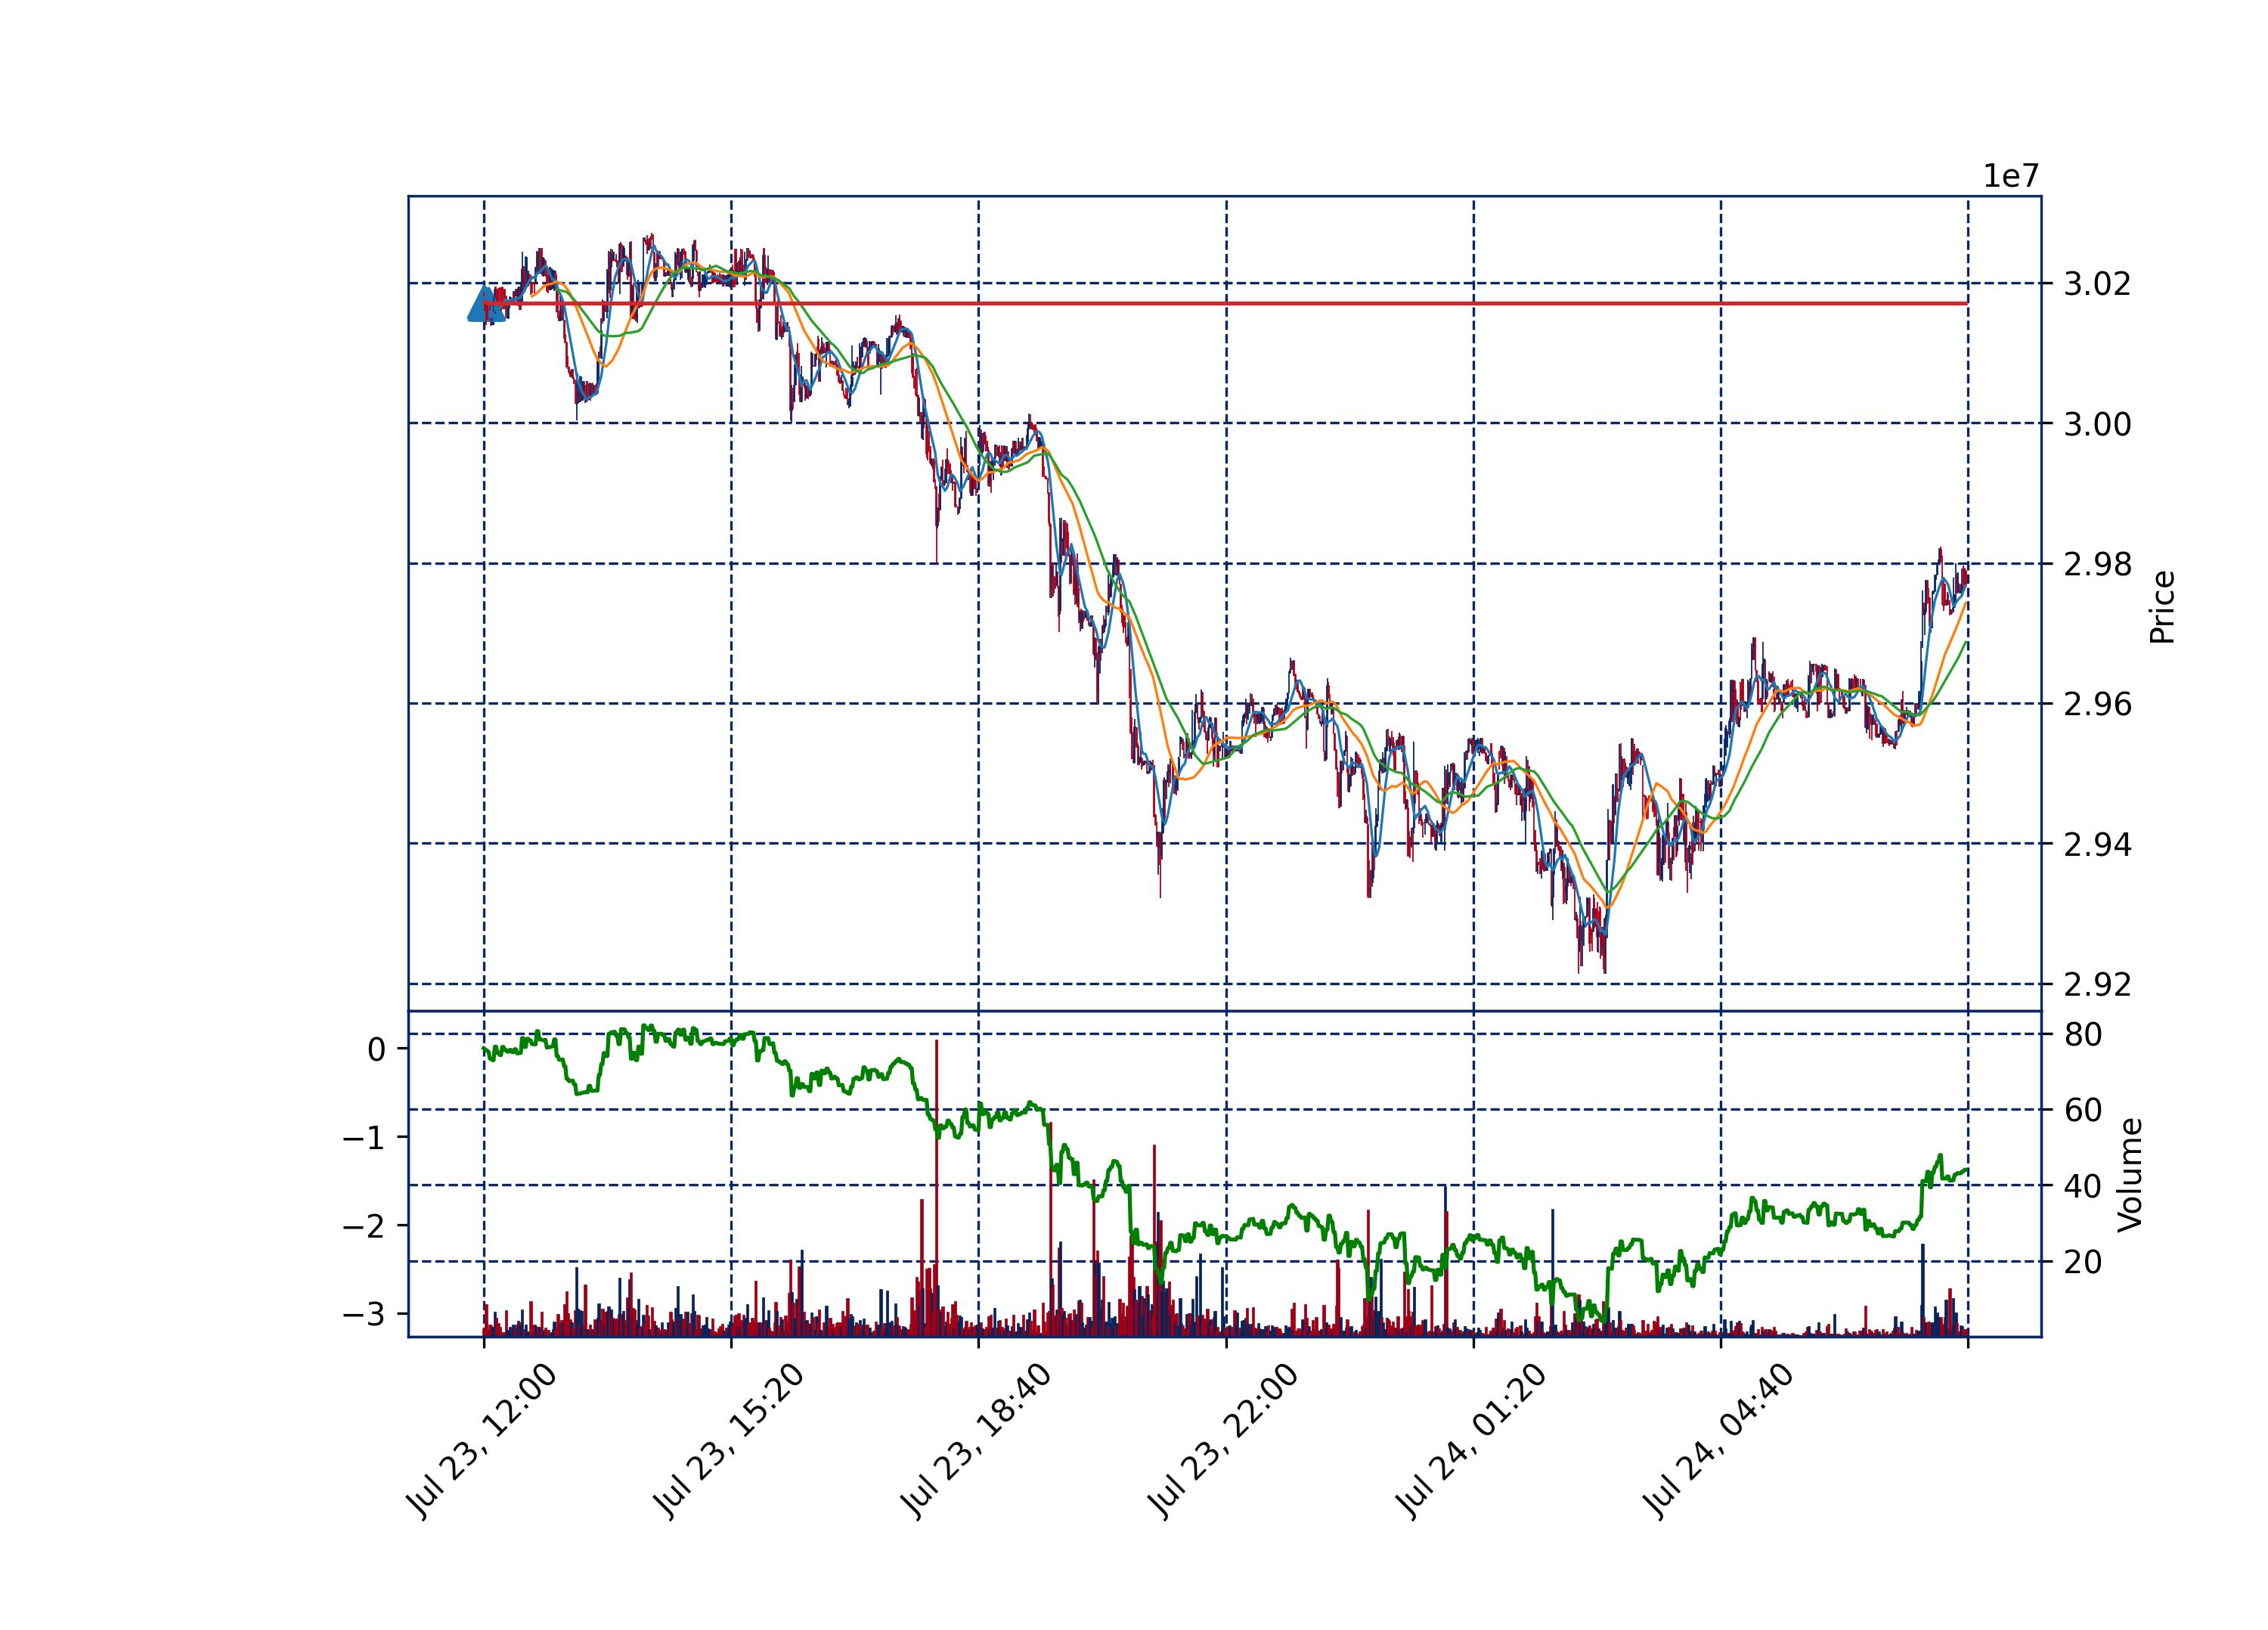 1e7
3.02
3.00
2.98
2.96
2.94
2.92
Price
0
−1
−2
−3
80
60
40
20
Volume
Jul 23, 12:00
Jul 23, 15:20
Jul 23, 18:40
Jul 23, 22:00
Jul 24, 01:20
Jul 24, 04:40